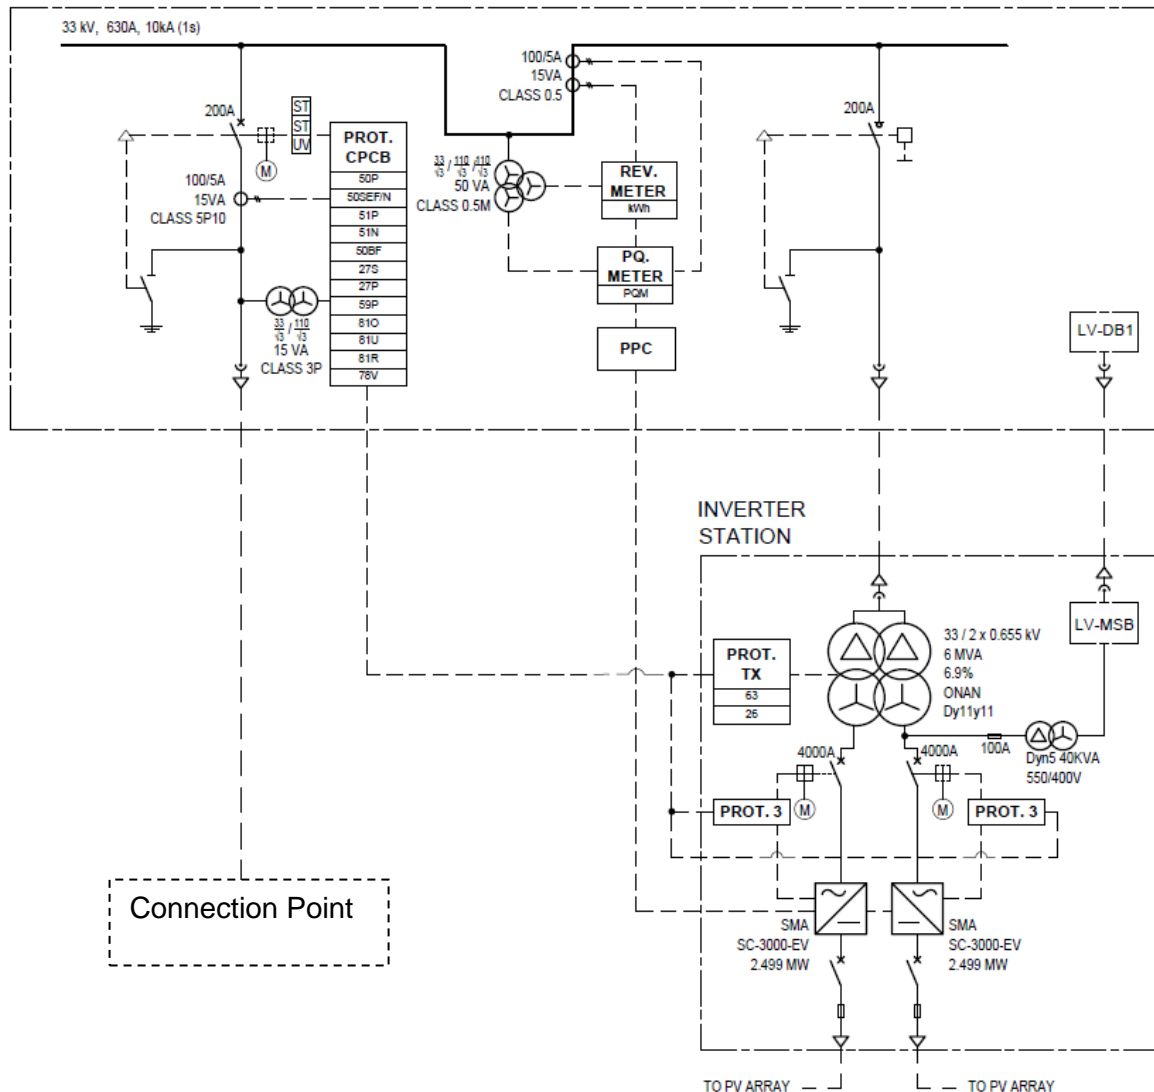 33 kV, 630A, 10kA (1s)
200A
ST
ST
UV
M
PROT.
CPCB
50P
50SEF/N
51P
51N
50BF
27S
27P
59P
81O
81U
81R
78V
100/5A
15VA
CLASS 5P10
33/√3 / 110/√3
15 VA
CLASS 3P
100/5A
15VA
CLASS 0.5
33/√3 / 110/√3 / 110/√3
50 VA
CLASS 0.5M
REV.
METER
kWh
PQ.
METER
PQM
PPC
200A
LV-DB1
INVERTER
STATION
LV-MSB
33 / 2 x 0.655 kV
6 MVA
6.9%
ONAN
Dy11y11
PROT.
TX
63
26
100A
Dyn5 40KVA
550/400V
4000A
4000A
PROT. 3
M
M
PROT. 3
Connection Point
SMA
SC-3000-EV
2.499 MW
SMA
SC-3000-EV
2.499 MW
TO PV ARRAY
TO PV ARRAY